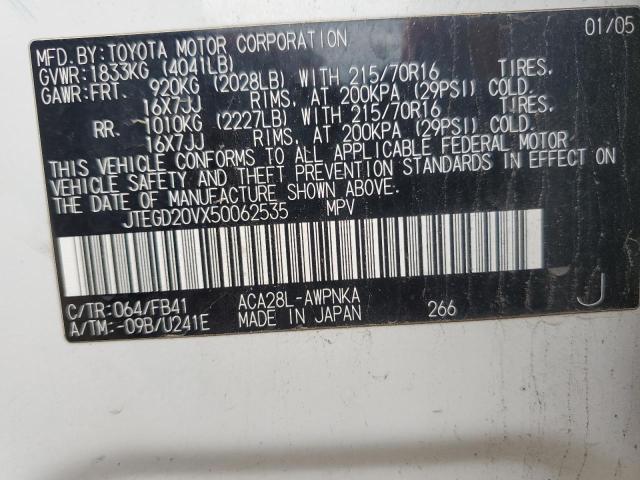 MFD. BY: TOYOTA MOTOR CORPORATION 01/05
GVWR: 1833KG (4041LB)
GAWR: FRT. 920KG (2028LB) WITH 215/70R16 TIRES,
16X7JJ RIMS, AT 200KPA (29PSI) COLD.
RR. 1010KG (2227LB) WITH 215/70R16 TIRES,
16X7JJ RIMS, AT 200KPA (29PSI) COLD.
THIS VEHICLE CONFORMS TO ALL APPLICABLE FEDERAL MOTOR
VEHICLE SAFETY AND THEFT PREVENTION STANDARDS IN EFFECT ON
THE DATE OF MANUFACTURE SHOWN ABOVE.
JTEGD20VX50062535 MPV
C/TR: 064/FB41 ACA28L-AWPNKA
A/TM: -09B/U241E MADE IN JAPAN 266 J